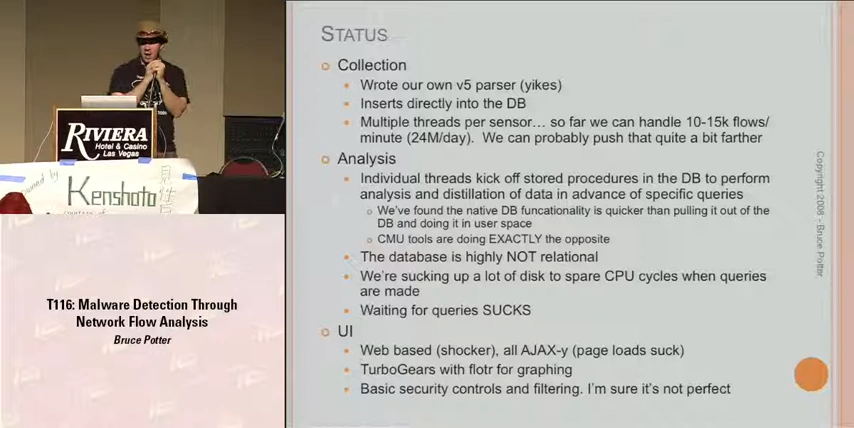 STATUS
Collection
Wrote our own v5 parser (yikes)
Inserts directly into the DB
Multiple threads per sensor… so far we can handle 10-15k flows/
minute (24M/day). We can probably push that quite a bit farther
Analysis
Individual threads kick off stored procedures in the DB to perform
analysis and distillation of data in advance of specific queries
We've found the native DB funcationality is quicker than pulling it out of the
DB and doing it in user space
CMU tools are doing EXACTLY the opposite
The database is highly NOT relational
We're sucking up a lot of disk to spare CPU cycles when queries
are made
Waiting for queries SUCKS
UI
Web based (shocker), all AJAX-y (page loads suck)
TurboGears with flotr for graphing
Basic security controls and filtering. I'm sure it's not perfect
Copyright 2008 - Bruce Potter
RIVIERA
Hotel & Casino
Las Vegas
owned by
Kenshoto
T116: Malware Detection Through
Network Flow Analysis
Bruce Potter